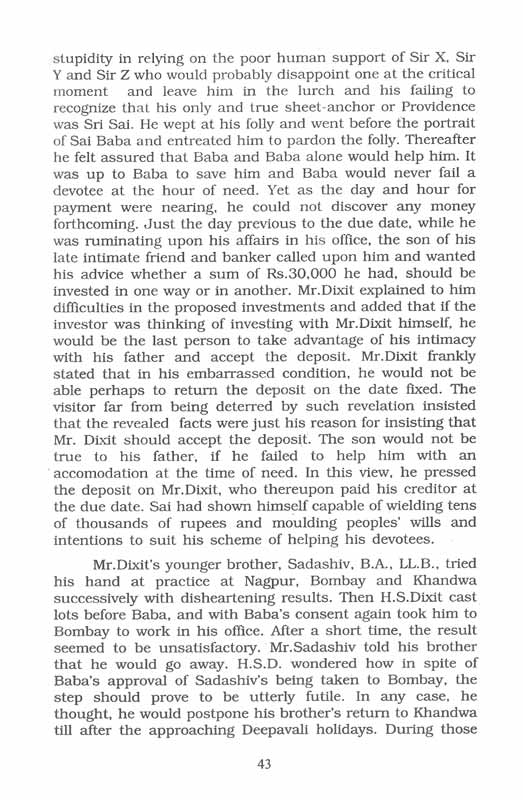 stupidity in relying on the poor human support of Sir X, Sir
Y and Sir Z who would probably disappoint one at the critical
moment and leave him in the lurch and his failing to
recognize that his only and true sheet-anchor or Providence
was Sri Sai. He wept at his folly and went before the portrait
of Sai Baba and entreated him to pardon the folly. Thereafter
he felt assured that Baba and Baba alone would help him. It
was up to Baba to save him and Baba would never fail a
devotee at the hour of need. Yet as the day and hour for
payment were nearing, he could not discover any money
forthcoming. Just the day previous to the due date, while he
was ruminating upon his affairs in his office, the son of his
late intimate friend and banker called upon him and wanted
his advice whether a sum of Rs.30,000 he had, should be
invested in one way or in another. Mr.Dixit explained to him
difficulties in the proposed investments and added that if the
investor was thinking of investing with Mr.Dixit himself, he
would be the last person to take advantage of his intimacy
with his father and accept the deposit. Mr.Dixit frankly
stated that in his embarrassed condition, he would not be
able perhaps to return the deposit on the date fixed. The
visitor far from being deterred by such revelation insisted
that the revealed facts were just his reason for insisting that
Mr. Dixit should accept the deposit. The son would not be
true to his father, if he failed to help him with an
accomodation at the time of need. In this view, he pressed
the deposit on Mr.Dixit, who thereupon paid his creditor at
the due date. Sai had shown himself capable of wielding tens
of thousands of rupees and moulding peoples' wills and
intentions to suit his scheme of helping his devotees.
Mr.Dixit's younger brother, Sadashiv, B.A., LL.B., tried
his hand at practice at Nagpur, Bombay and Khandwa
successively with disheartening results. Then H.S.Dixit cast
lots before Baba, and with Baba's consent again took him to
Bombay to work in his office. After a short time, the result
seemed to be unsatisfactory. Mr.Sadashiv told his brother
that he would go away. H.S.D. wondered how in spite of
Baba's approval of Sadashiv's being taken to Bombay, the
step should prove to be utterly futile. In any case, he
thought, he would postpone his brother's return to Khandwa
till after the approaching Deepavali holidays. During those
43